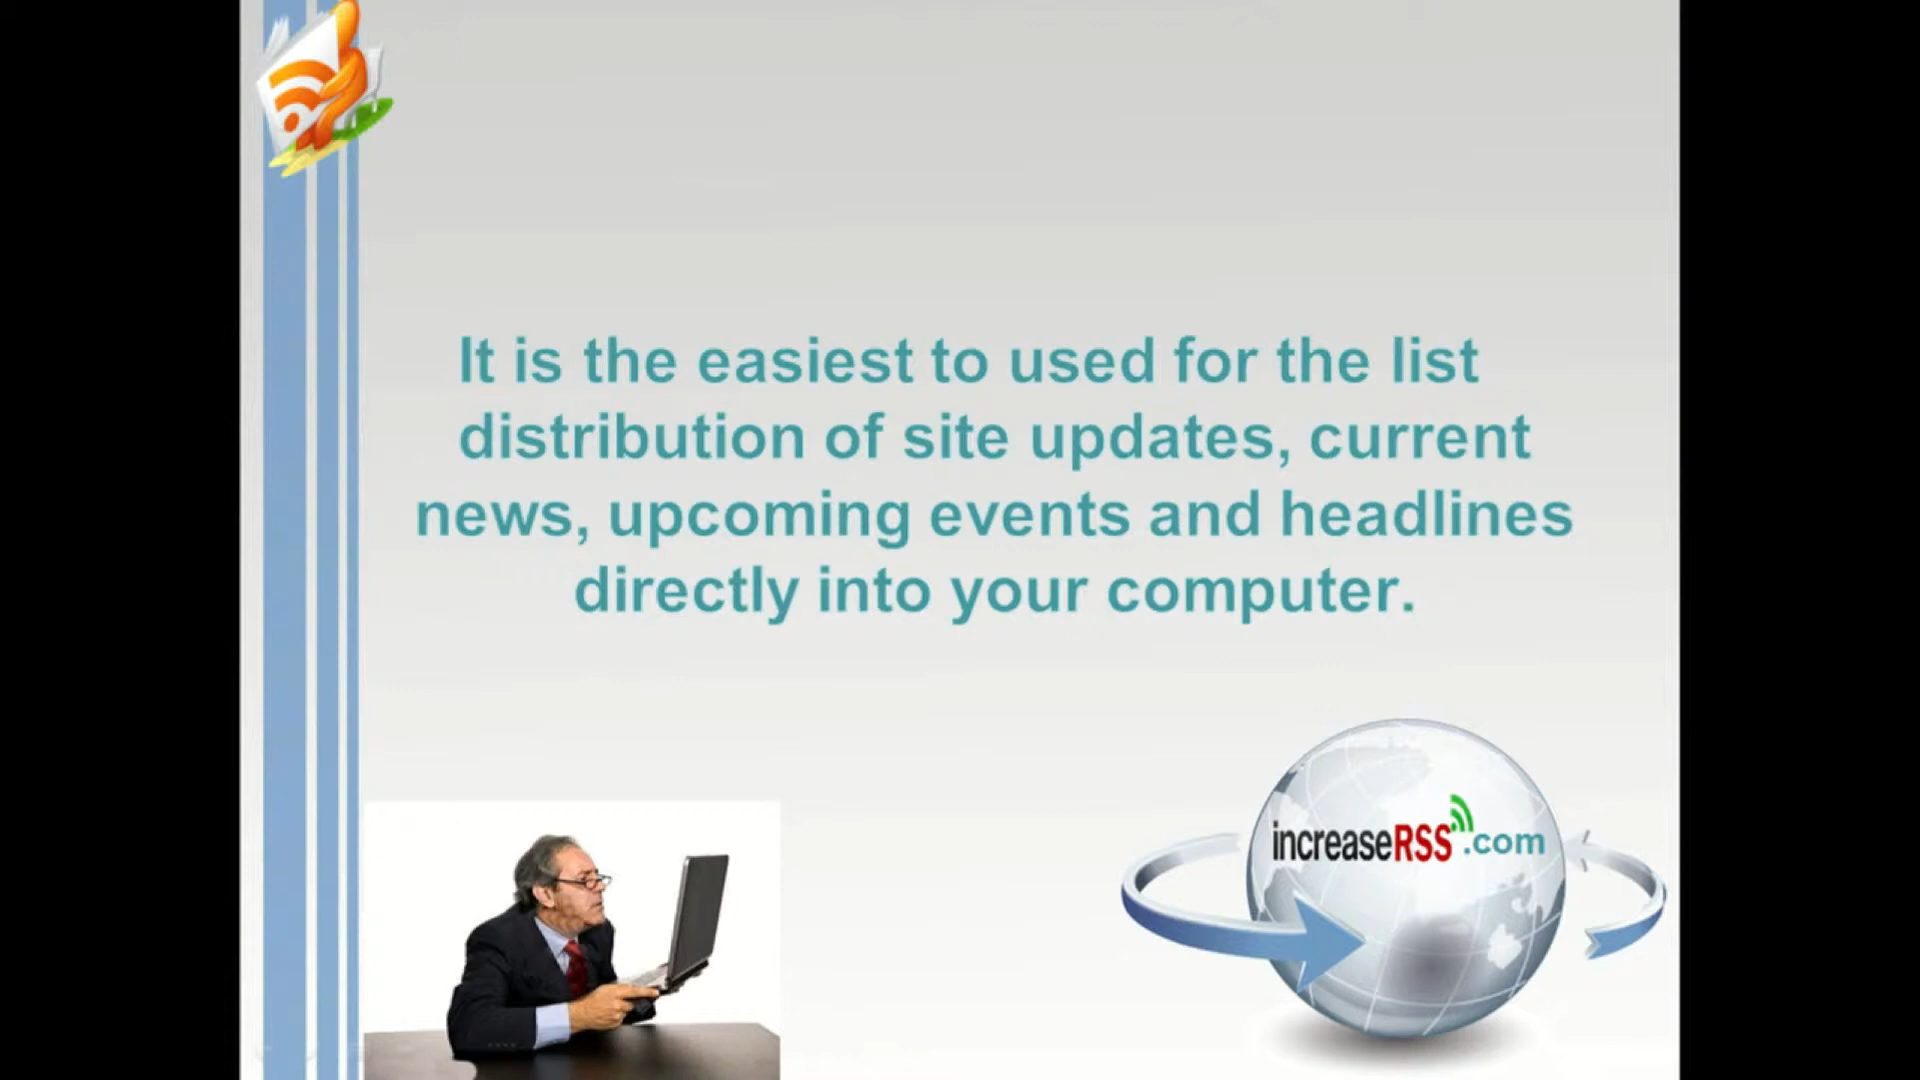 It is the easiest to used for the list
distribution of site updates, current
news, upcoming events and headlines
directly into your computer.
increaseRSS.com